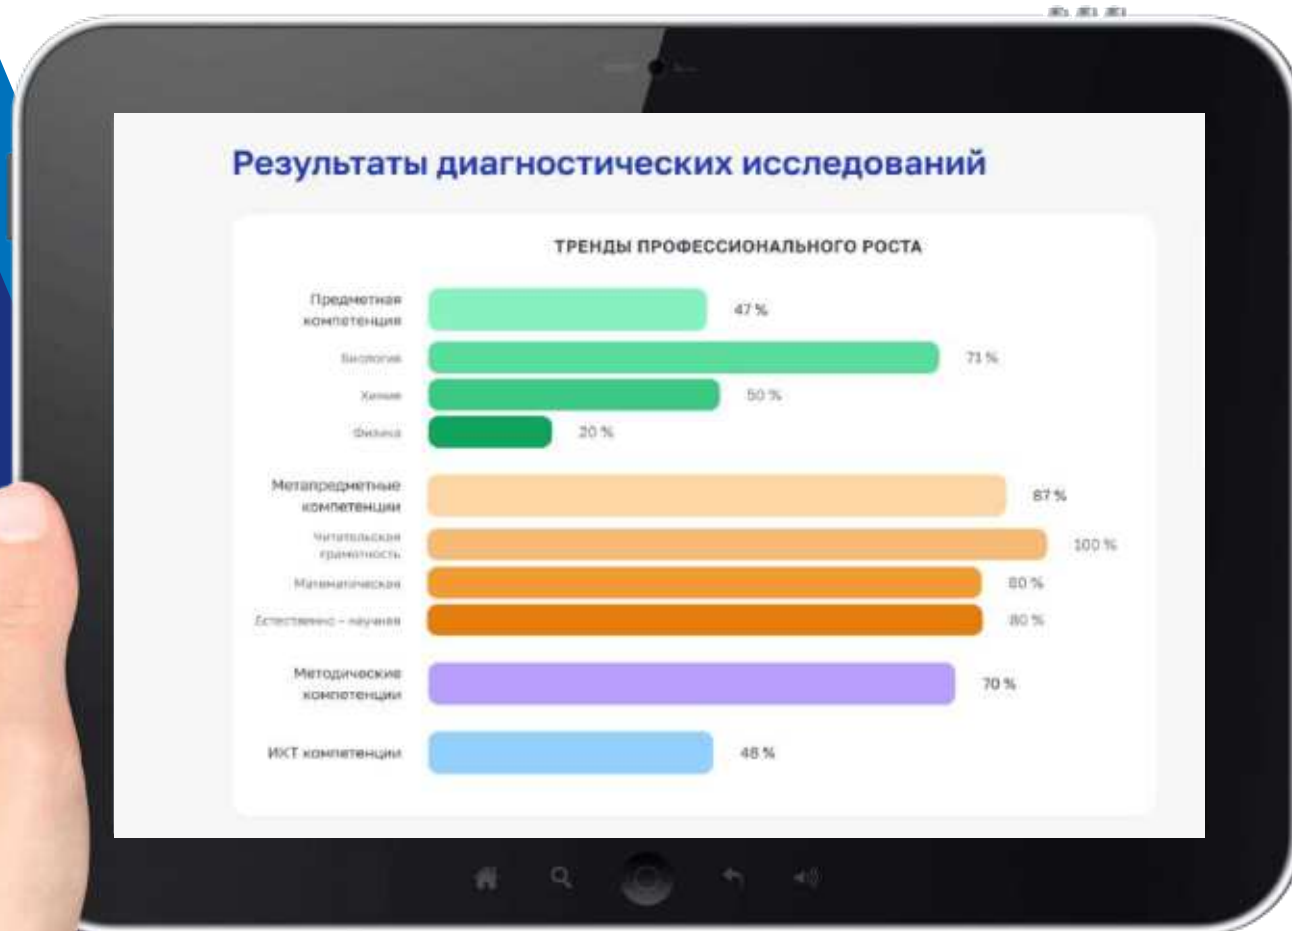 Результаты диагностических исследований
ТРЕНДЫ ПРОФЕССИОНАЛЬНОГО РОСТА
Предметная
компетенция
47 %
Биология
71 %
Химия
50 %
Физика
20 %
Метапредметные
компетенции
87 %
Читательская
грамотность
100 %
Математическая
80 %
Естественно – научная
80 %
Методические
компетенции
70 %
ИКТ компетенции
48 %